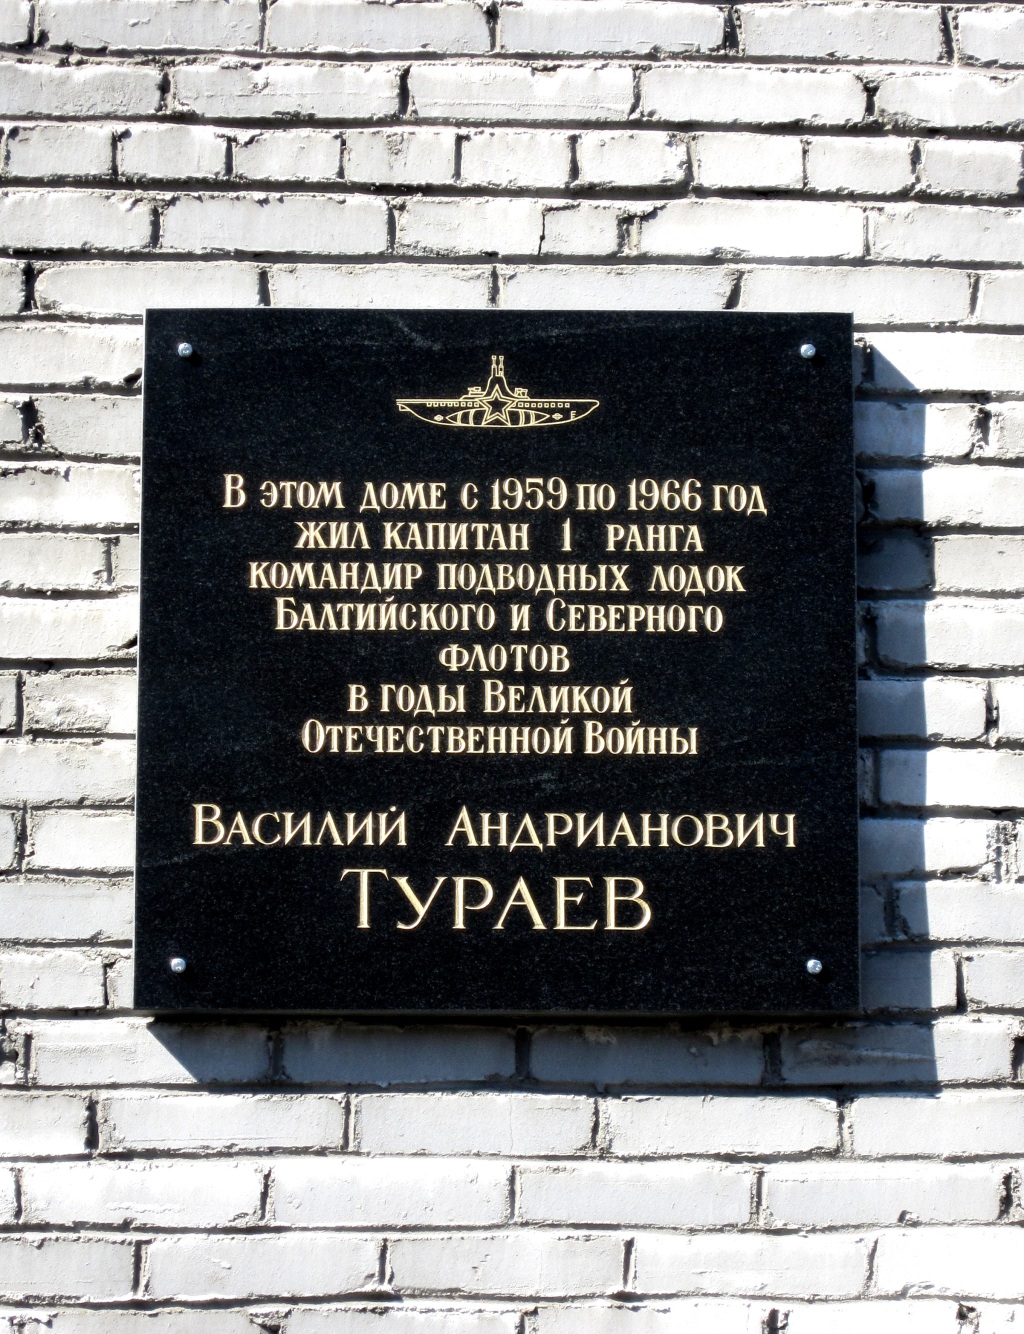 В этом доме с 1959 по 1966 год
жил капитан 1 ранга
командир подводных лодок
Балтийского и Северного
флотов
в годы Великой
Отечественной Войны
Василий Андрианович
ТУРАЕВ